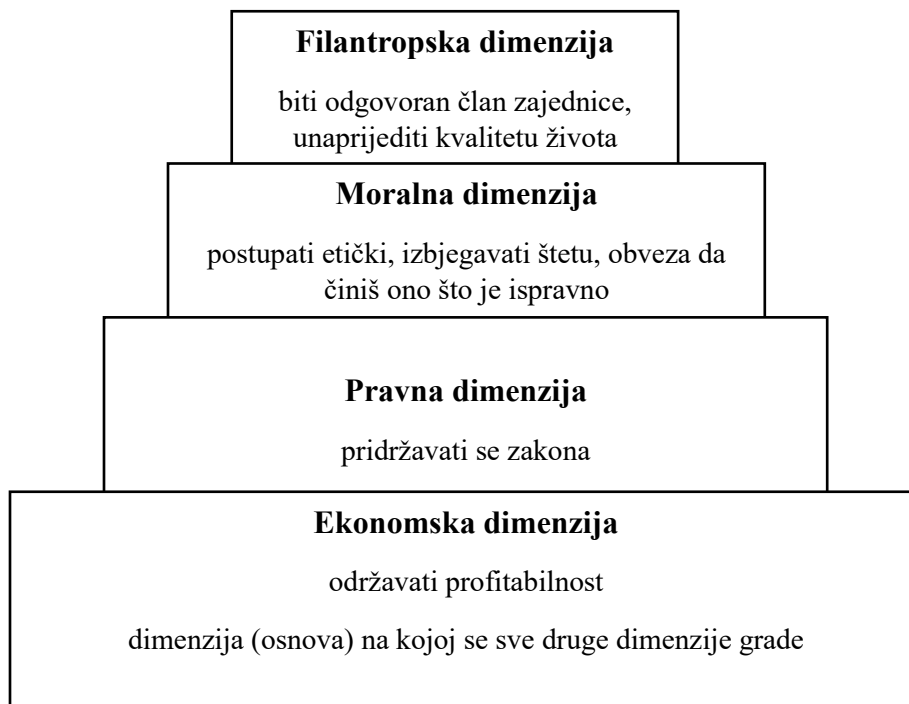 Filantropska dimenzija
biti odgovoran član zajednice,
unaprijediti kvalitetu života
Moralna dimenzija
postupati etički, izbjegavati štetu, obveza da
činiš ono što je ispravno
Pravna dimenzija
pridržavati se zakona
Ekonomska dimenzija
održavati profitabilnost
dimenzija (osnova) na kojoj se sve druge dimenzije grade